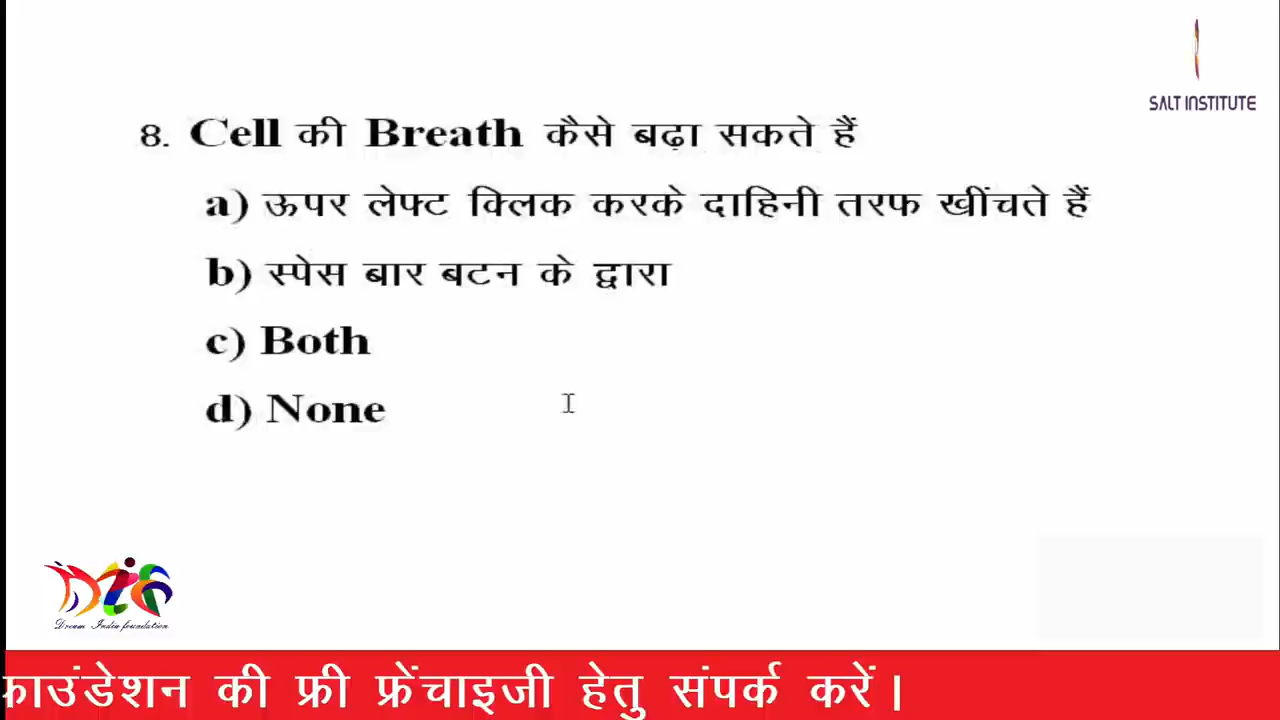 SALT INSTITUTE
8. Cell की Breath कैसे बढ़ा सकते हैं
a) ऊपर लेफ्ट क्लिक करके दाहिनी तरफ खींचते हैं
b) स्पेस बार बटन के द्वारा
c) Both
d) None
DIF
Dream India foundation
फाउंडेशन की फ्री फ्रेंचाइजी हेतु संपर्क करें।